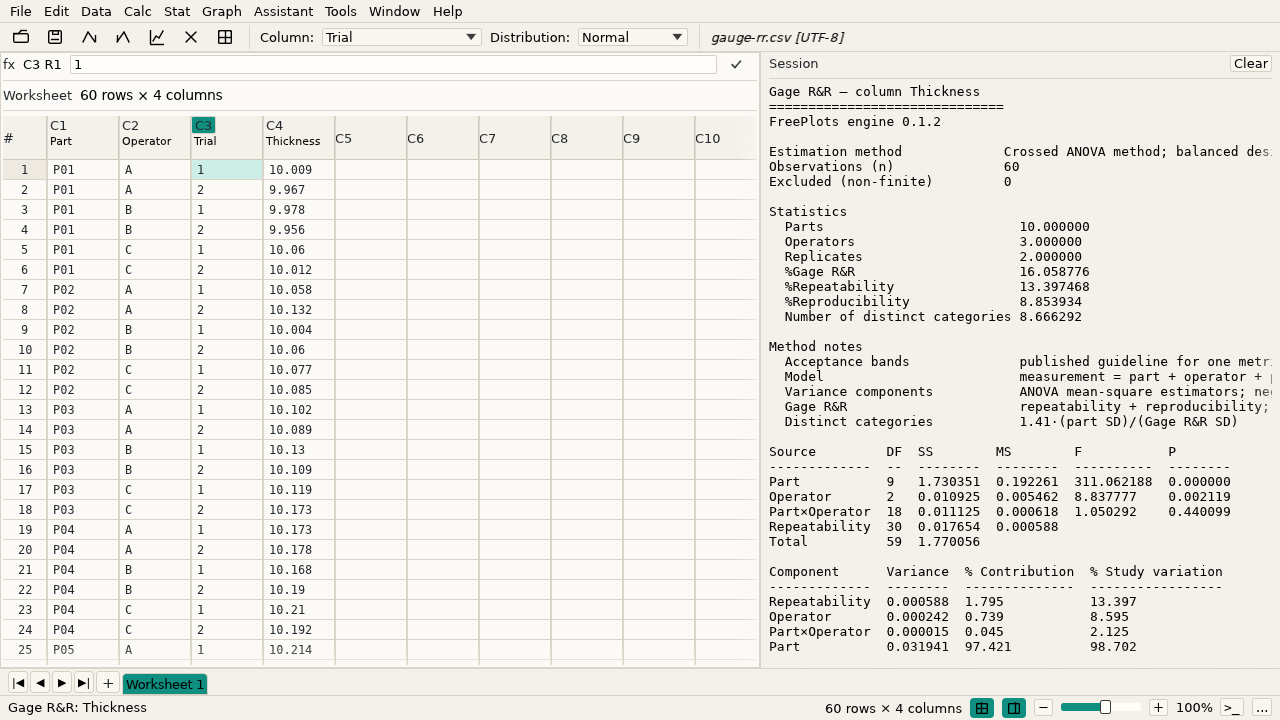 File Edit Data Calc Stat Graph Assistant Tools Window Help
Column: Trial Distribution: Normal gauge-rr.csv [UTF-8]
fx C3 R1 1
Worksheet 60 rows × 4 columns
# C1 C2 C3 C4 C5 C6 C7 C8 C9 C10
Part Operator Trial Thickness
1 P01 A 1 10.009
2 P01 A 2 9.967
3 P01 B 1 9.978
4 P01 B 2 9.956
5 P01 C 1 10.06
6 P01 C 2 10.012
7 P02 A 1 10.058
8 P02 A 2 10.132
9 P02 B 1 10.004
10 P02 B 2 10.06
11 P02 C 1 10.077
12 P02 C 2 10.085
13 P03 A 1 10.102
14 P03 A 2 10.089
15 P03 B 1 10.13
16 P03 B 2 10.109
17 P03 C 1 10.119
18 P03 C 2 10.173
19 P04 A 1 10.173
20 P04 A 2 10.178
21 P04 B 1 10.168
22 P04 B 2 10.19
23 P04 C 1 10.21
24 P04 C 2 10.192
25 P05 A 1 10.214
Session Clear
Gage R&R — column Thickness
==============================
FreePlots engine 0.1.2
Estimation method Crossed ANOVA method; balanced des
Observations (n) 60
Excluded (non-finite) 0
Statistics
Parts 10.000000
Operators 3.000000
Replicates 2.000000
%Gage R&R 16.058776
%Repeatability 13.397468
%Reproducibility 8.853934
Number of distinct categories 8.666292
Method notes
Acceptance bands published guideline for one metr
Model measurement = part + operator +
Variance components ANOVA mean-square estimators; ne
Gage R&R repeatability + reproducibility;
Distinct categories 1.41·(part SD)/(Gage R&R SD)
Source DF SS MS F P
------------- -- -------- -------- ---------- --------
Part 9 1.730351 0.192261 311.062188 0.000000
Operator 2 0.010925 0.005462 8.837777 0.002119
Part×Operator 18 0.011125 0.000618 1.050292 0.440099
Repeatability 30 0.017654 0.000588
Total 59 1.770056
Component Variance % Contribution % Study variation
------------- -------- -------------- -----------------
Repeatability 0.000588 1.795 13.397
Operator 0.000242 0.739 8.595
Part×Operator 0.000015 0.045 2.125
Part 0.031941 97.421 98.702
Worksheet 1
Gage R&R: Thickness 60 rows × 4 columns 100% >_ ...